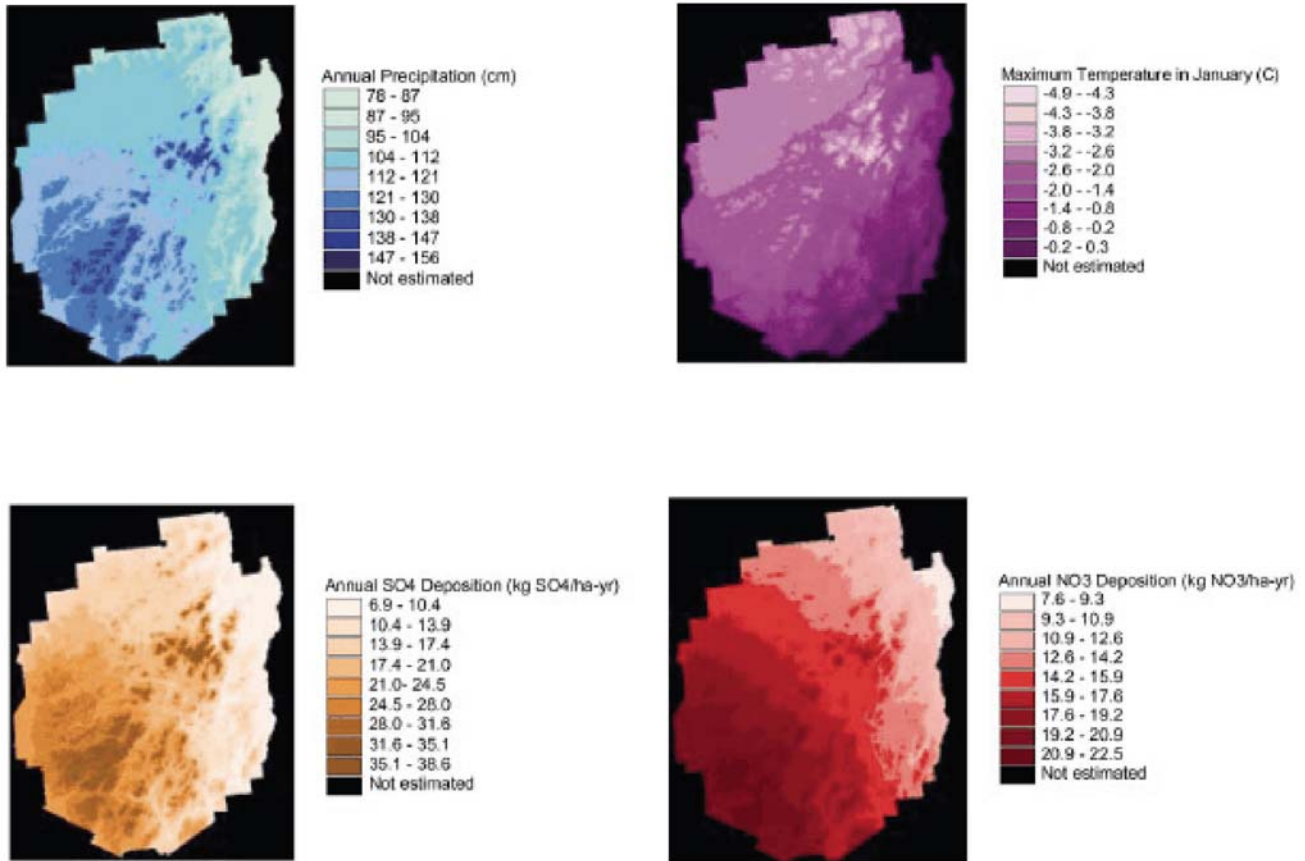 Annual Precipitation (cm)
78 - 87
87 - 95
95 - 104
104 - 112
112 - 121
121 - 130
130 - 138
138 - 147
147 - 156
Not estimated
Maximum Temperature in January (C)
-4.9 - -4.3
-4.3 - -3.8
-3.8 - -3.2
-3.2 - -2.6
-2.6 - -2.0
-2.0 - -1.4
-1.4 - -0.8
-0.8 - -0.2
-0.2 - 0.3
Not estimated
Annual SO4 Deposition (kg SO4/ha-yr)
6.9 - 10.4
10.4 - 13.9
13.9 - 17.4
17.4 - 21.0
21.0- 24.5
24.5 - 28.0
28.0 - 31.6
31.6 - 35.1
35.1 - 38.6
Not estimated
Annual NO3 Deposition (kg NO3/ha-yr)
7.6 - 9.3
9.3 - 10.9
10.9 - 12.6
12.6 - 14.2
14.2 - 15.9
15.9 - 17.6
17.6 - 19.2
19.2 - 20.9
20.9 - 22.5
Not estimated